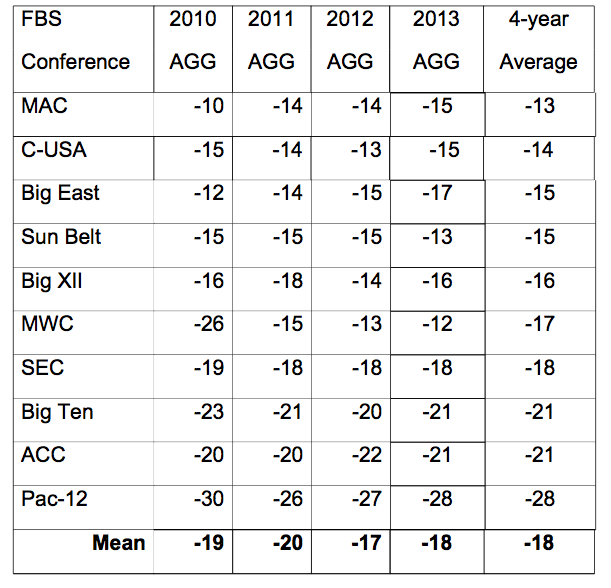 FBS 2010 2011 2012 2013 4-year
Conference AGG AGG AGG AGG Average
MAC -10 -14 -14 -15 -13
C-USA -15 -14 -13 -15 -14
Big East -12 -14 -15 -17 -15
Sun Belt -15 -15 -15 -13 -15
Big XII -16 -18 -14 -16 -16
MWC -26 -15 -13 -12 -17
SEC -19 -18 -18 -18 -18
Big Ten -23 -21 -20 -21 -21
ACC -20 -20 -22 -21 -21
Pac-12 -30 -26 -27 -28 -28
Mean -19 -20 -17 -18 -18